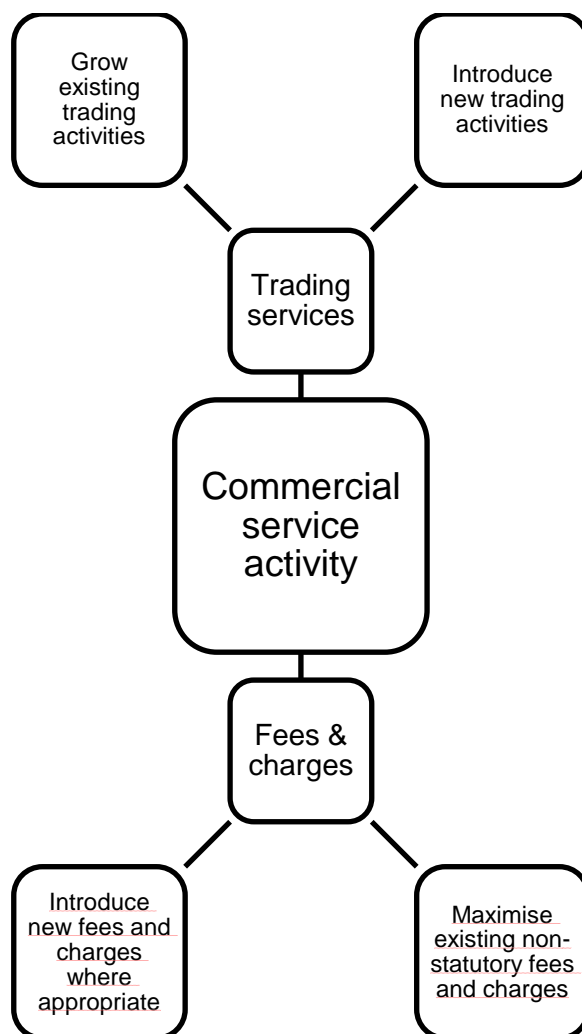 Grow
existing
trading
activities
Introduce
new trading
activities
Trading
services
Commercial
service
activity
Fees &
charges
Introduce
new fees and
charges
where
appropriate
Maximise
existing non-
statutory fees
and charges